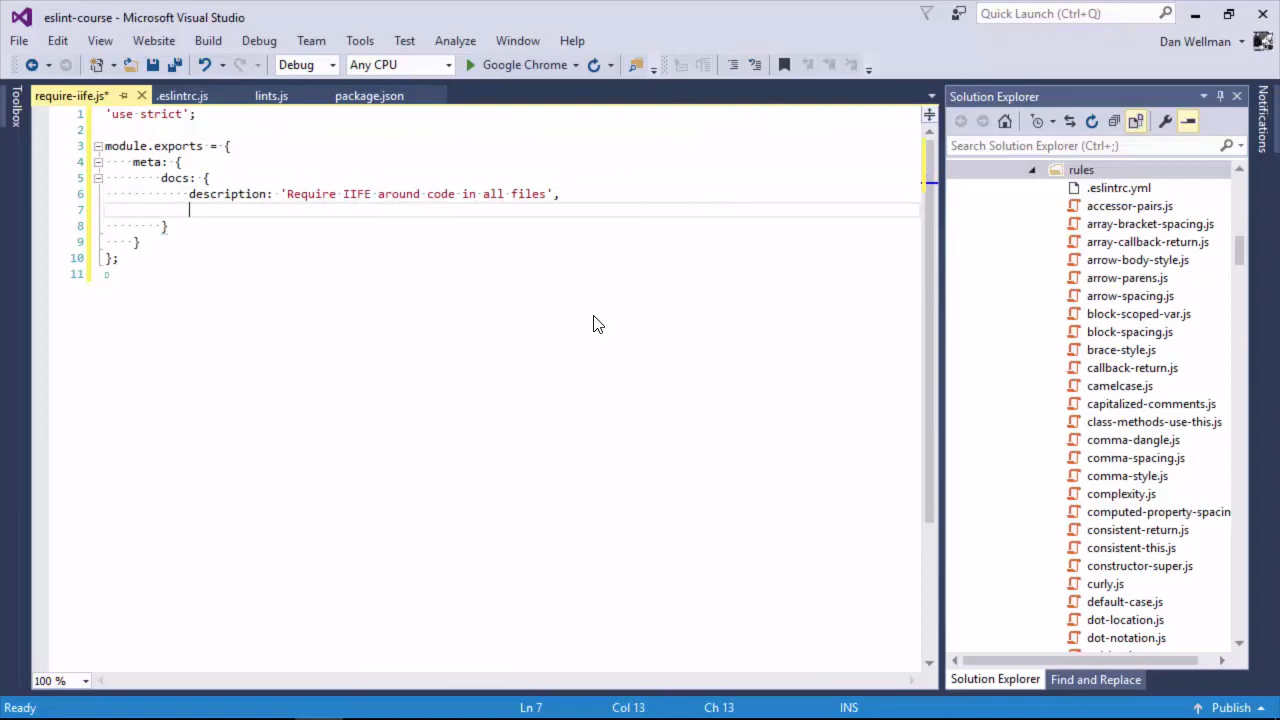 eslint-course - Microsoft Visual Studio
Quick Launch (Ctrl+Q)
File Edit View Website Build Debug Team Tools Test Analyze Window Help
Dan Wellman
Debug Any CPU Google Chrome
Toolbox
require-iife.js* .eslintrc.js lints.js package.json
1 'use strict';
2
3 module.exports = {
4 meta: {
5 docs: {
6 description: 'Require IIFE around code in all files',
7
8 }
9 }
10 };
11
100 %
Solution Explorer
Search Solution Explorer (Ctrl+;)
rules
.eslintrc.yml
accessor-pairs.js
array-bracket-spacing.js
array-callback-return.js
arrow-body-style.js
arrow-parens.js
arrow-spacing.js
block-scoped-var.js
block-spacing.js
brace-style.js
callback-return.js
camelcase.js
capitalized-comments.js
class-methods-use-this.js
comma-dangle.js
comma-spacing.js
comma-style.js
complexity.js
computed-property-spacin
consistent-return.js
consistent-this.js
constructor-super.js
curly.js
default-case.js
dot-location.js
dot-notation.js
Solution Explorer Find and Replace
Notifications
Ready Ln 7 Col 13 Ch 13 INS Publish